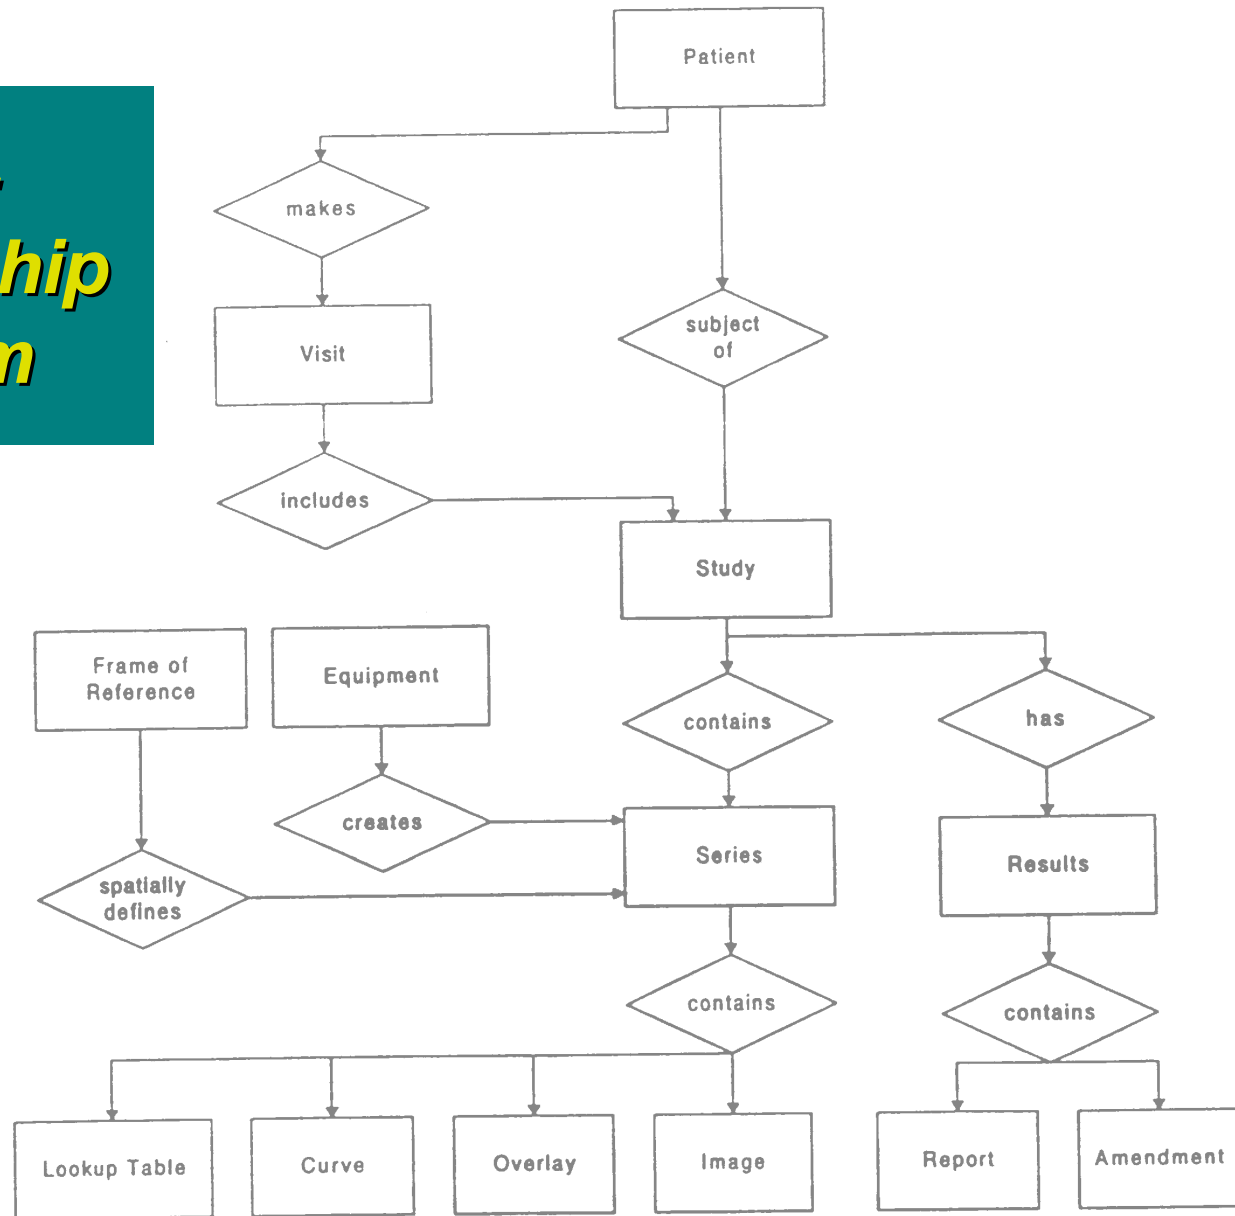 Patient
hip
m
makes
subject
of
Visit
includes
Study
Frame of
Reference
Equipment
contains
has
creates
Series
Results
spatially
defines
contains
contains
Lookup Table
Curve
Overlay
Image
Report
Amendment